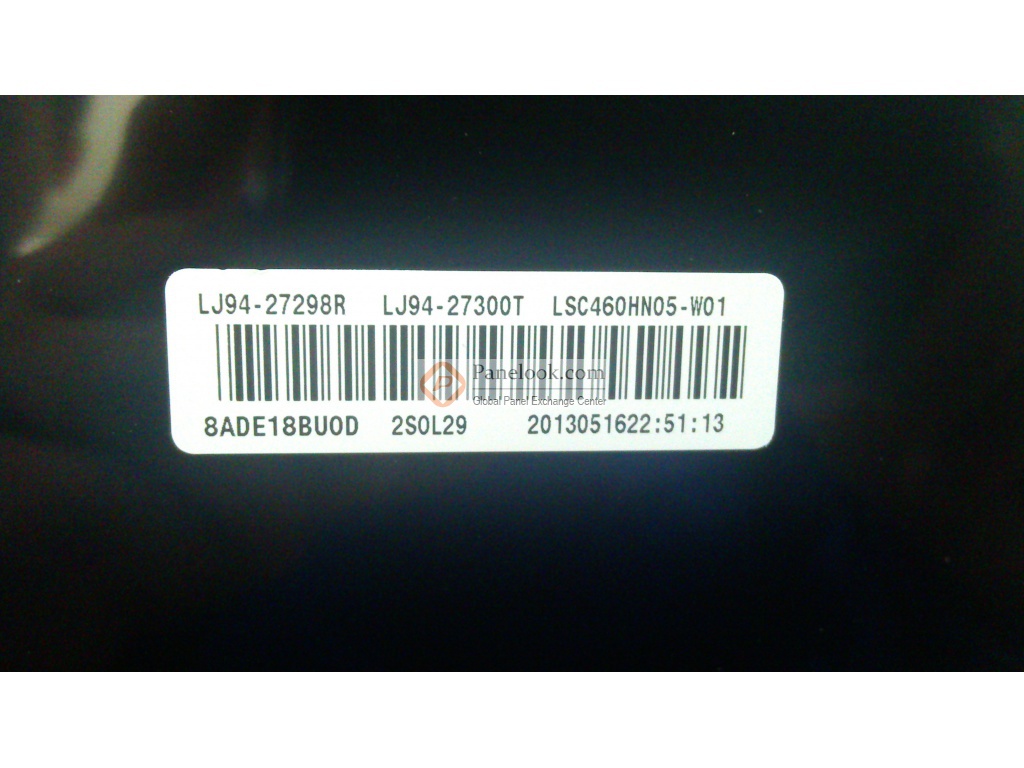 LJ94-27298R LJ94-27300T LSC460HN05-W01
Panelook.com
Global Panel Exchange Center
8ADE18BU0D 2S0L29 2013051622:51:13